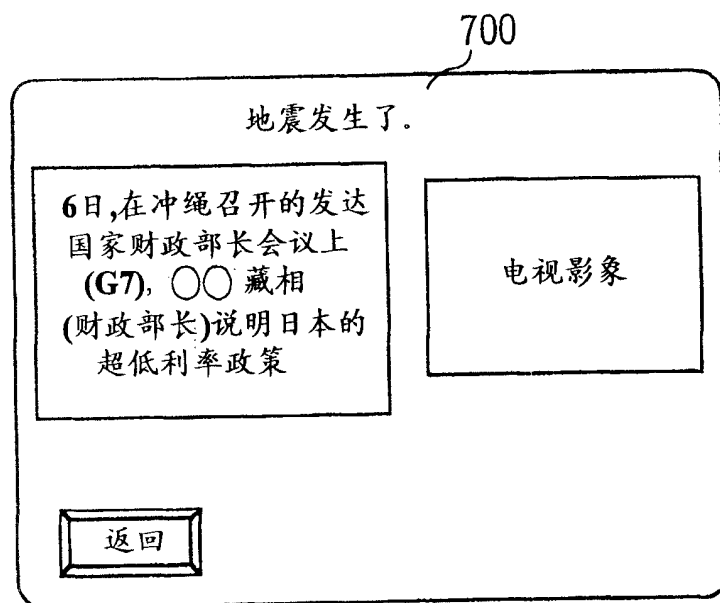 700
地震发生了.
6日,在冲绳召开的发达
国家财政部长会议上
(G7), ○○藏相
(财政部长)说明日本的
超低利率政策
电视影象
返回